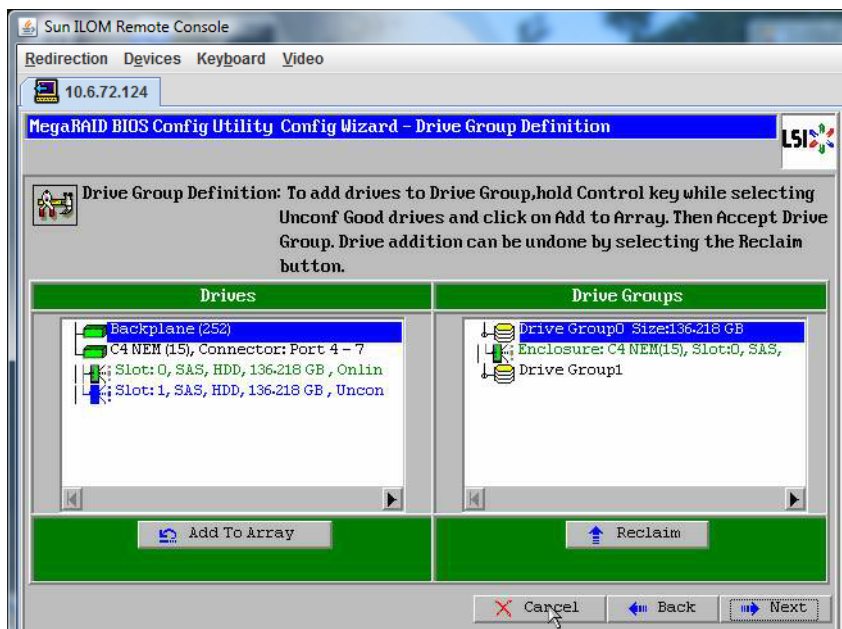 Sun ILOM Remote Console
Redirection Devices Keyboard Video
10.6.72.124
MegaRAID BIOS Config Utility Config Wizard - Drive Group Definition
LSI
Drive Group Definition: To add drives to Drive Group,hold Control key while selecting
Unconf Good drives and click on Add to Array. Then Accept Drive
Group. Drive addition can be undone by selecting the Reclaim
button.
Drives
Backplane (252)
C4 NEM (15), Connector: Port 4 - 7
Slot: 0, SAS, HDD, 136.218 GB , Onlin
Slot: 1, SAS, HDD, 136.218 GB , Uncon
Add To Array
Drive Groups
Drive Group0 Size:136.218 GB
Enclosure: C4 NEM(15), Slot:0, SAS,
Drive Group1
Reclaim
Cancel Back Next